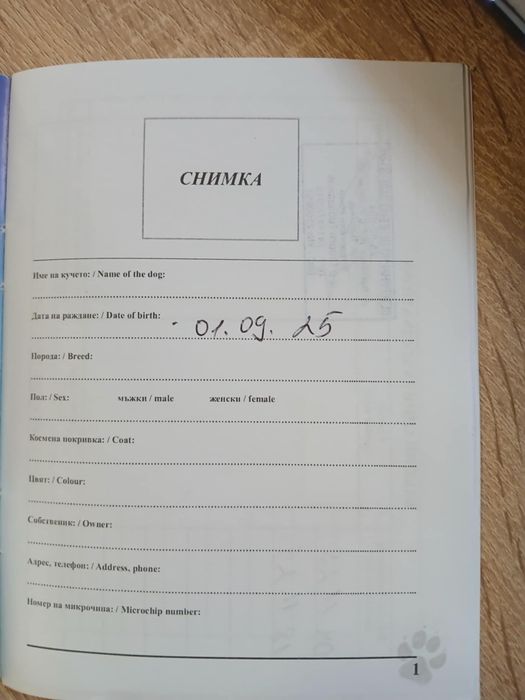 СНИМКА
Име на кучето: / Name of the dog:
Дата на раждане: / Date of birth:
01.09.25
Порода: / Breed:
Пол: / Sex: мъжки / male женски / female
Космена покривка: / Coat:
Цвят: / Colour:
Собственик: / Owner:
Адрес, телефон: / Address, phone:
Номер на микрочипа: / Microchip number:
1